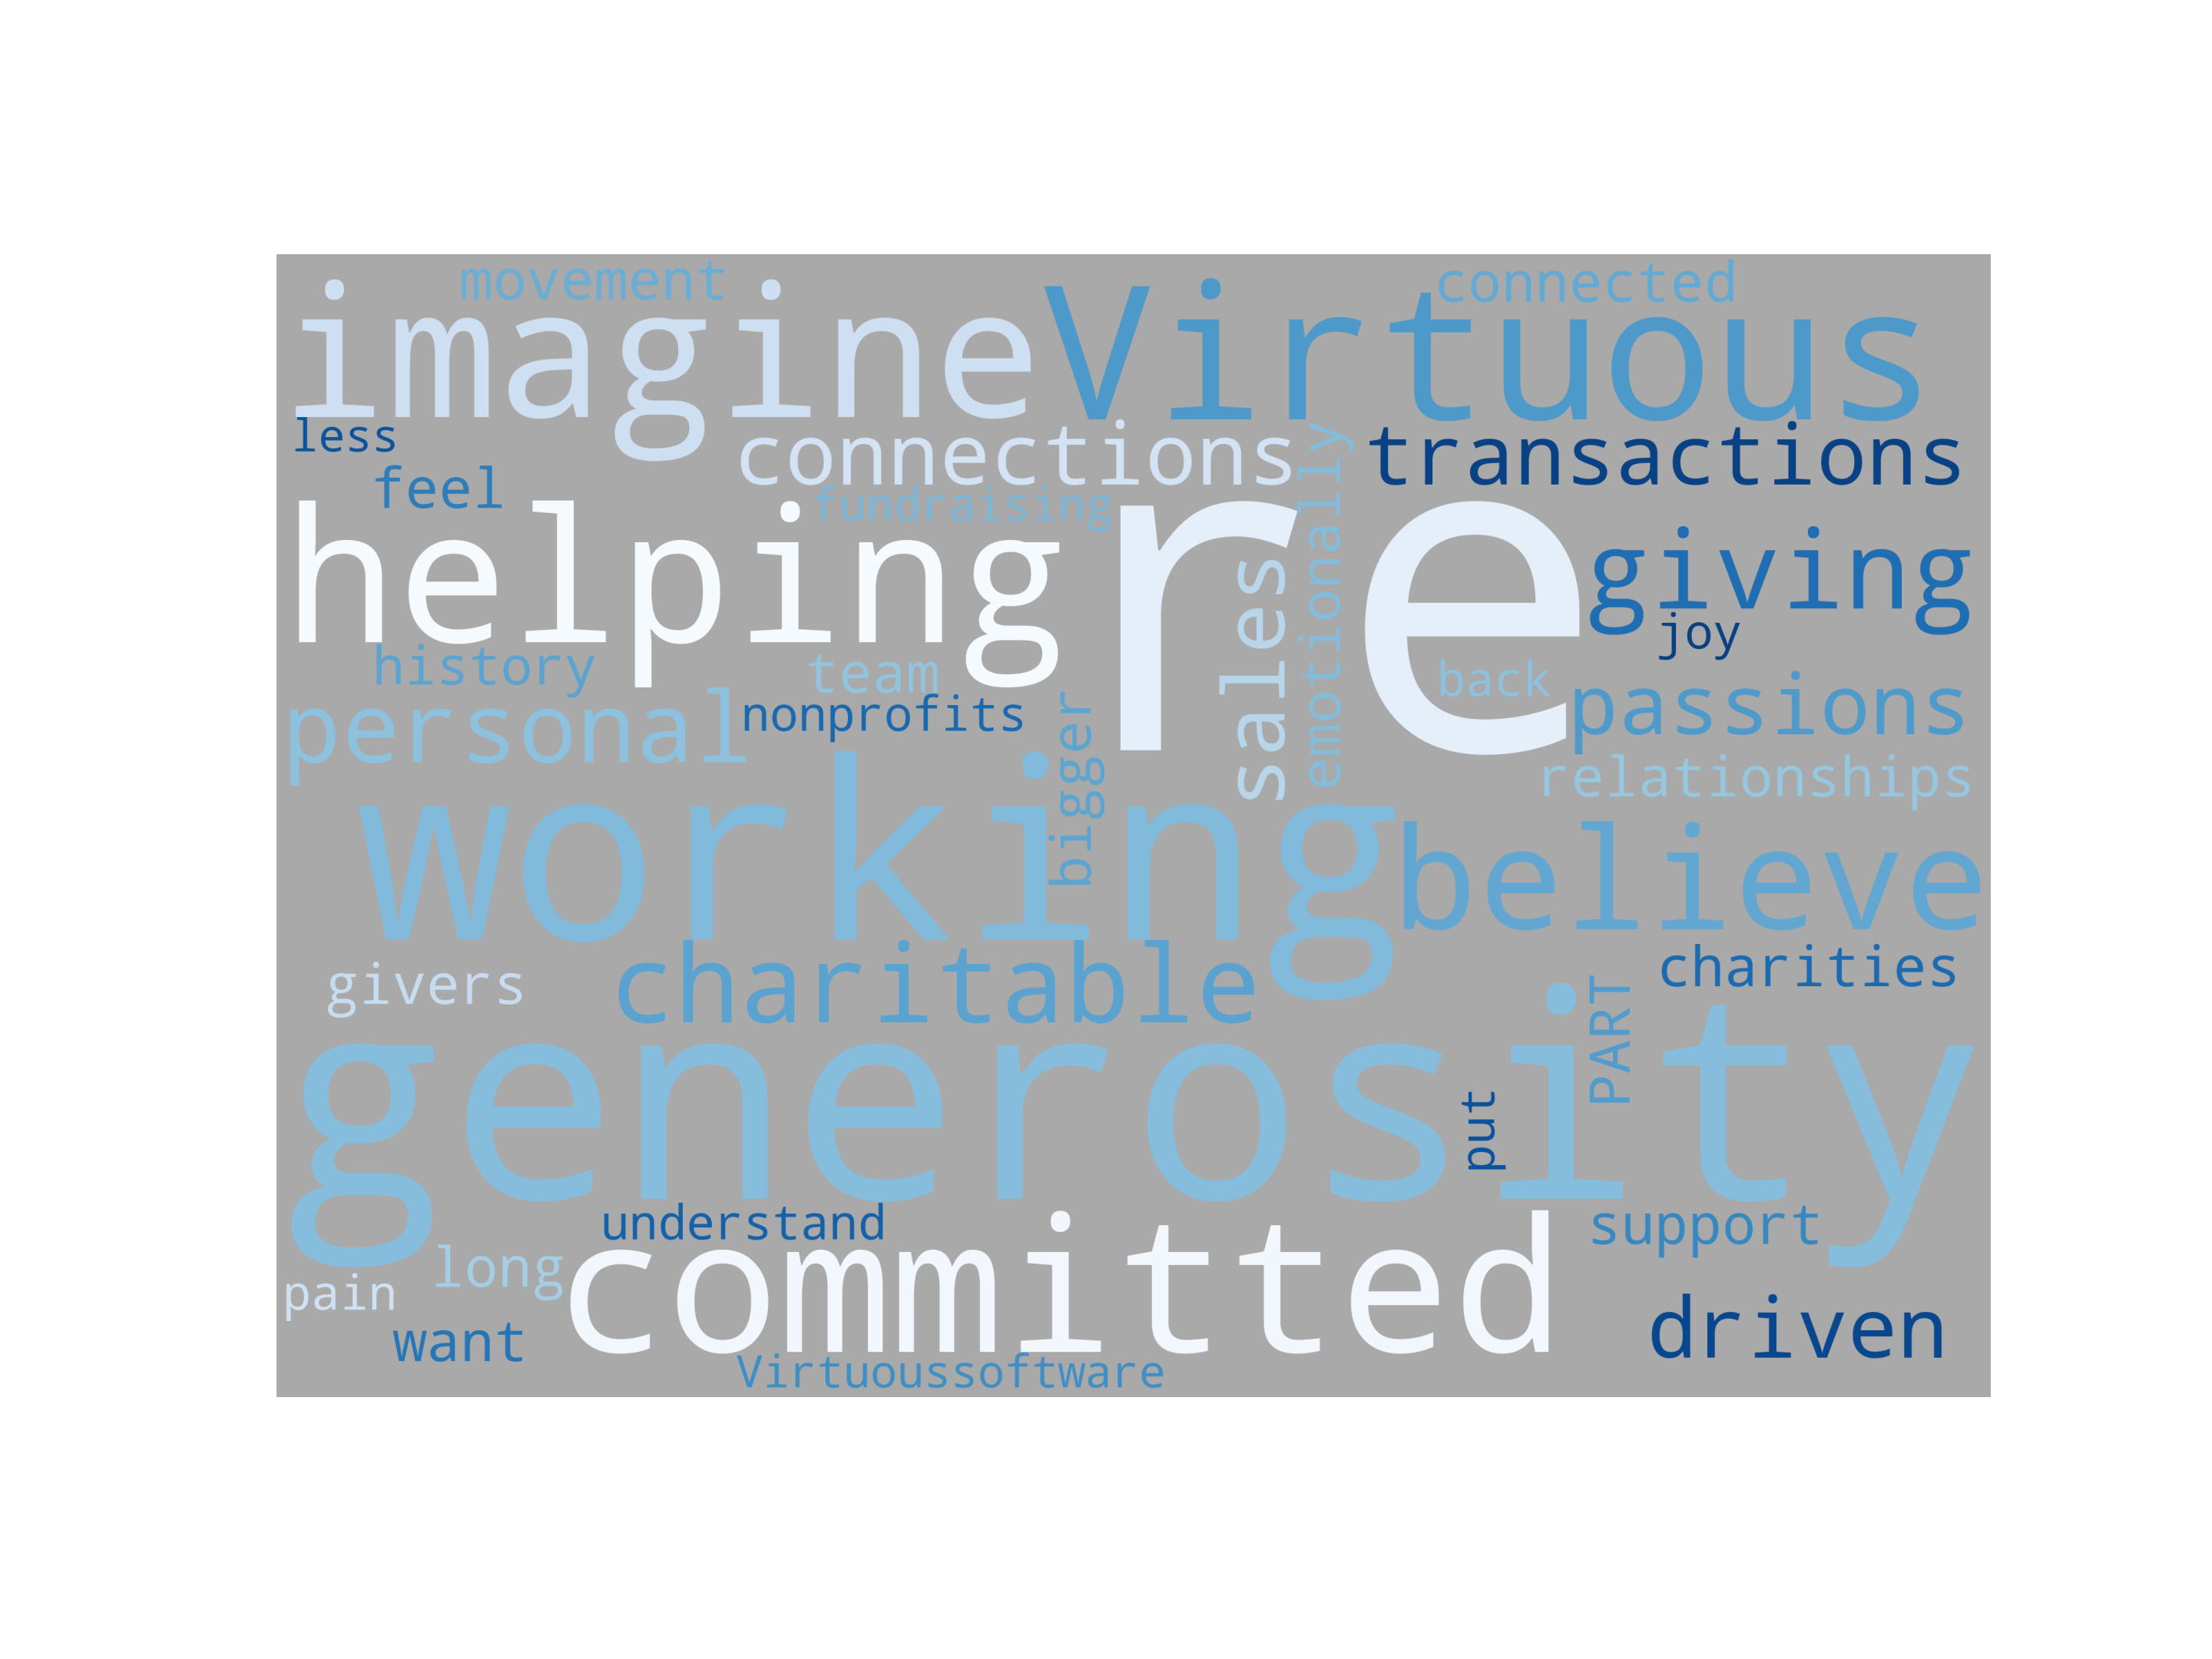 movement
connected
imagine Virtuous
less
connections
transactions
feel
fundraising
emotionally
helping
re
sales
giving
joy
history
team
back
personal
nonprofits
passions
bigger
relationships
working
believe
charitable
charities
givers
PART
generosity
put
understand
support
long
pain
committed
want
driven
Virtuoussoftware